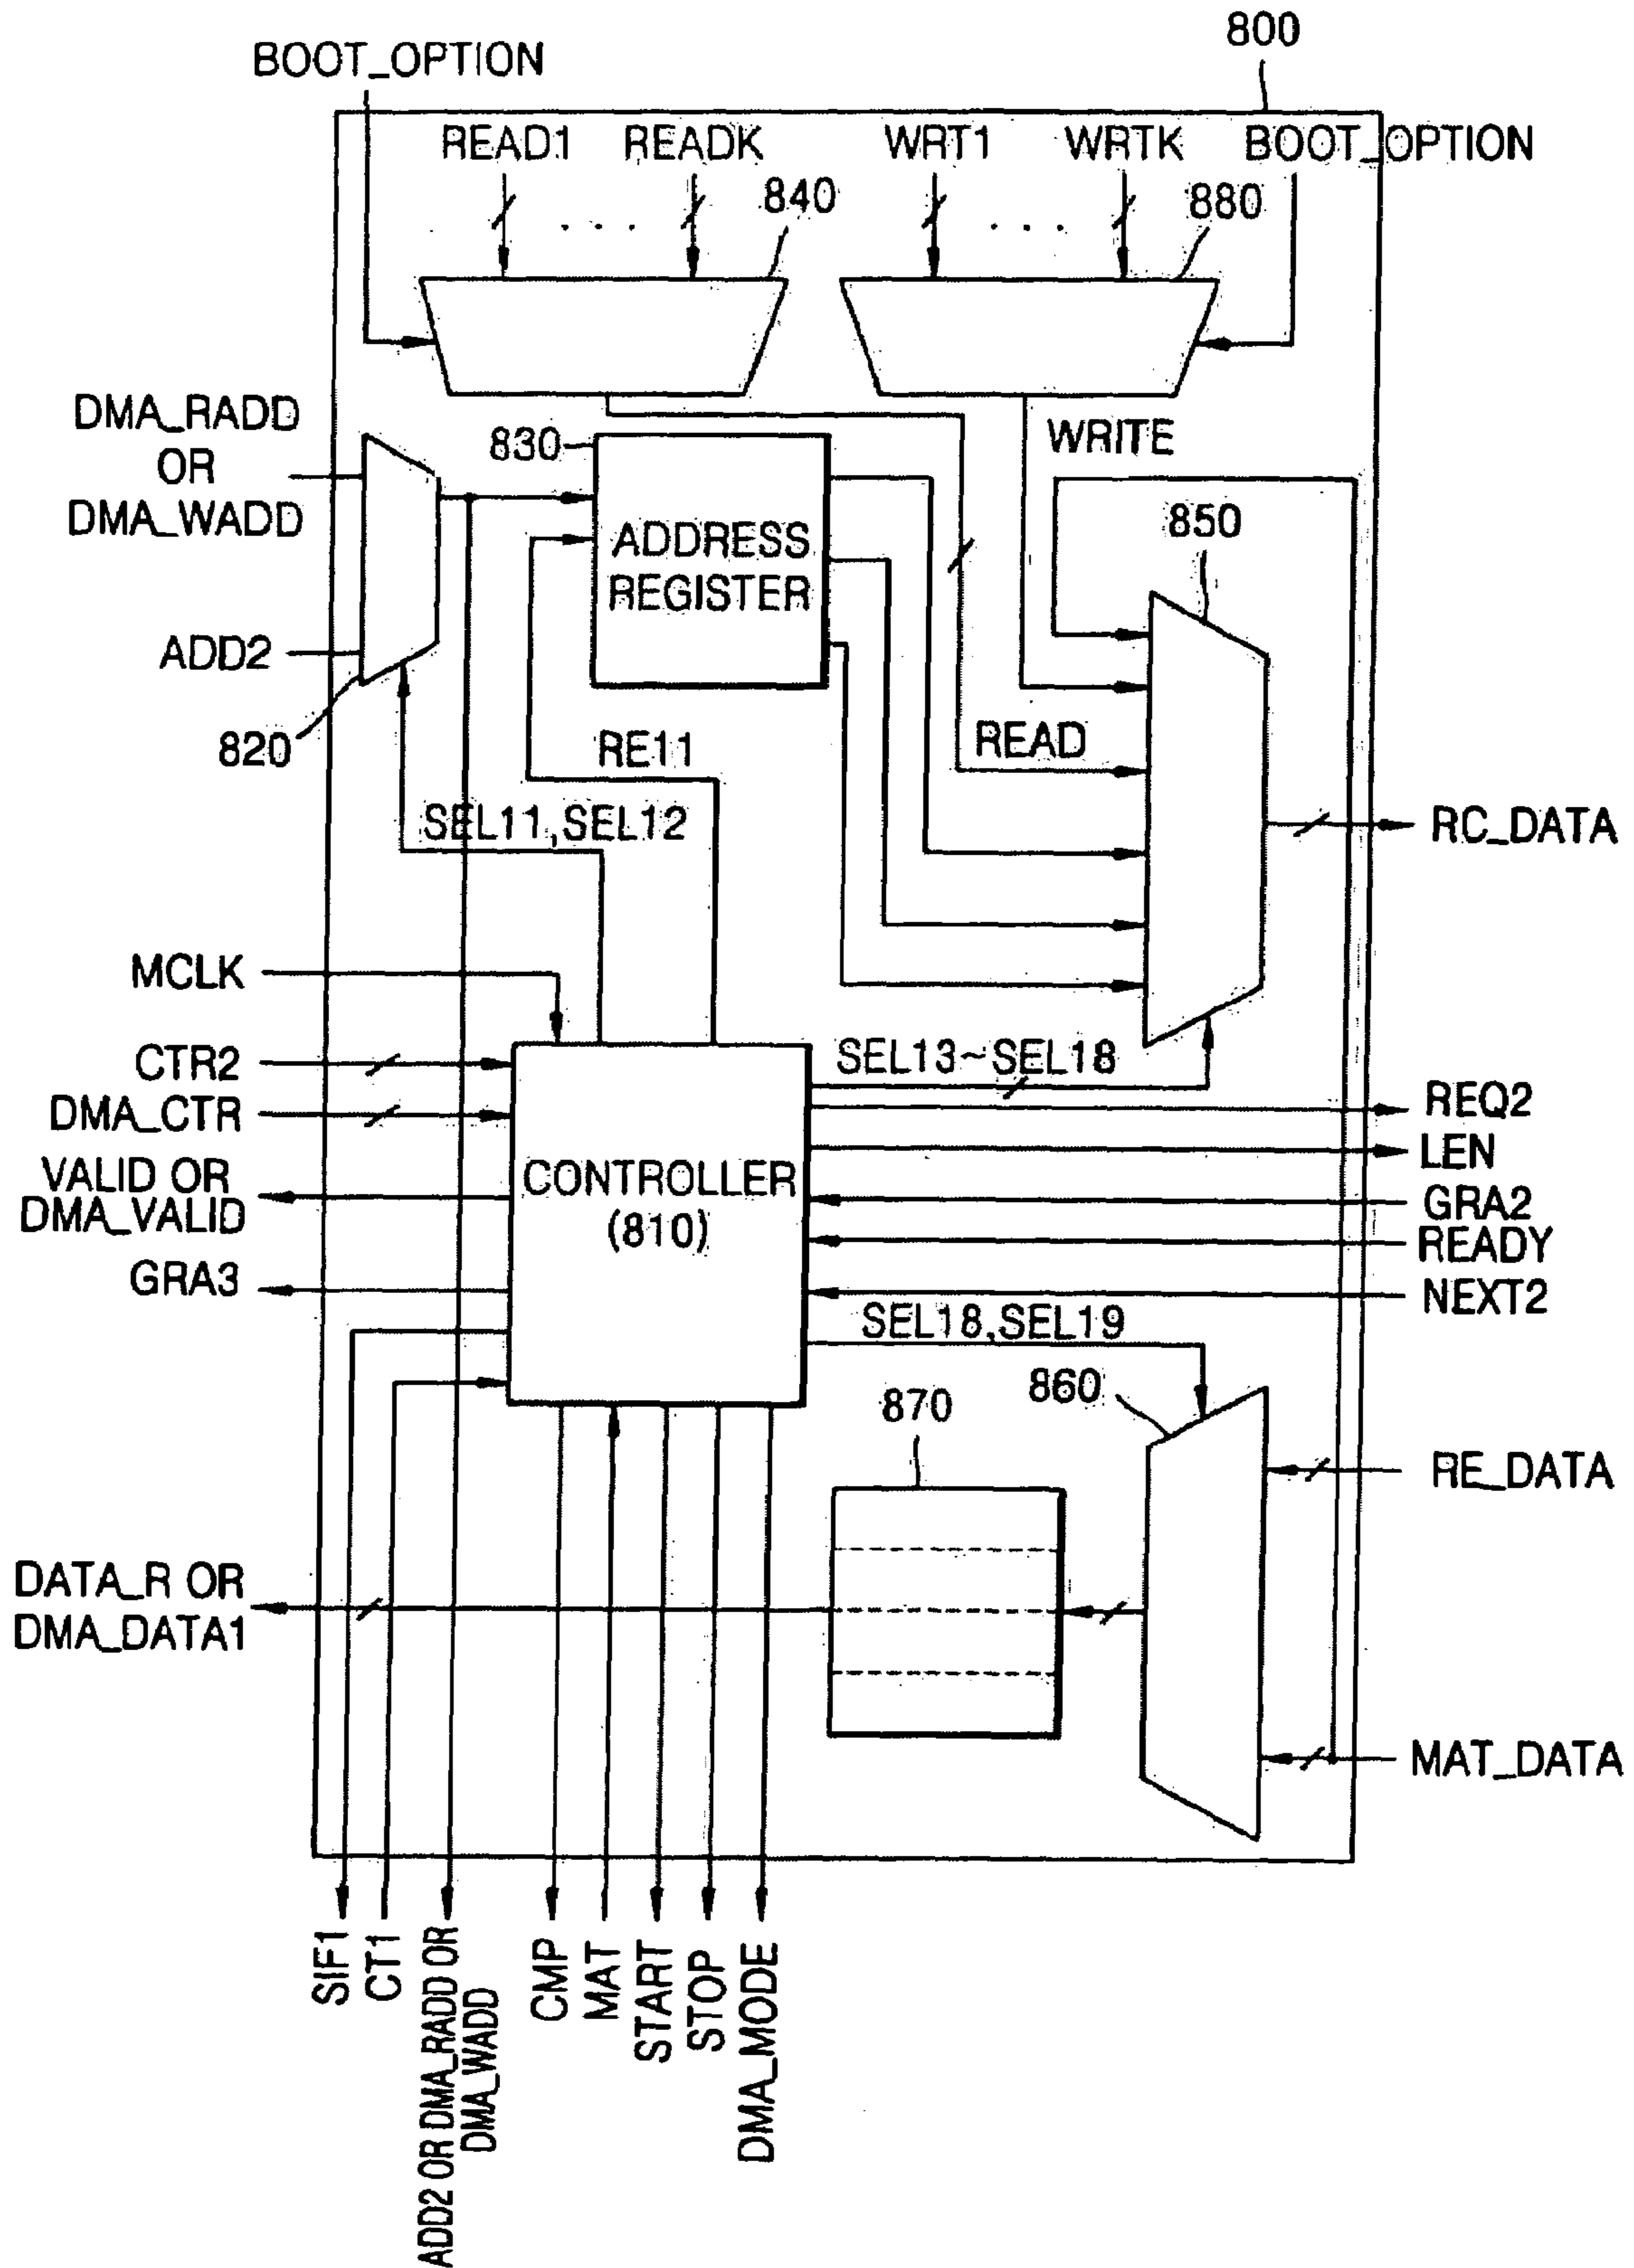 800
BOOT_OPTION
READ1 READK WRT1 WRTK BOOT_OPTION
840 880
. . . . . . . .
DMA_RADD
OR
DMA_WADD
830
WRITE
850
ADDRESS
REGISTER
ADD2
820
RE11
READ
SEL11,SEL12
RC_DATA
MCLK
CTR2
SEL13~SEL18
DMA_CTR
REQ2
LEN
VALID OR
DMA_VALID
CONTROLLER
(810)
GRA2
READY
GRA3
NEXT2
SEL18,SEL19
870
860
RE_DATA
DATA_R OR
DMA_DATA1
MAT_DATA
SIF1
CT1
ADD2 OR DMA_RADD OR
DMA_WADD
CMP
MAT
START
STOP
DMA_MODE